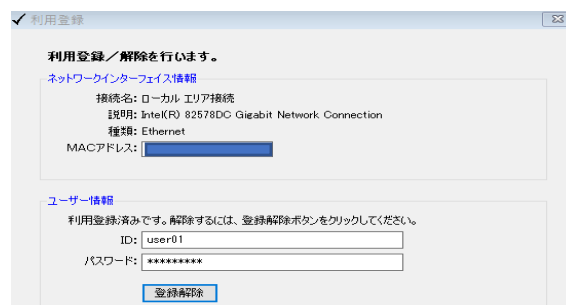 利用登録
利用登録/解除を行います。
ネットワークインターフェイス情報
接続名: ローカル エリア接続
説明: Intel(R) 82578DC Gigabit Network Connection
種類: Ethernet
MACアドレス:
ユーザー情報
利用登録済みです。解除するには、登録解除ボタンをクリックしてください。
ID: user01
パスワード: *********
登録解除